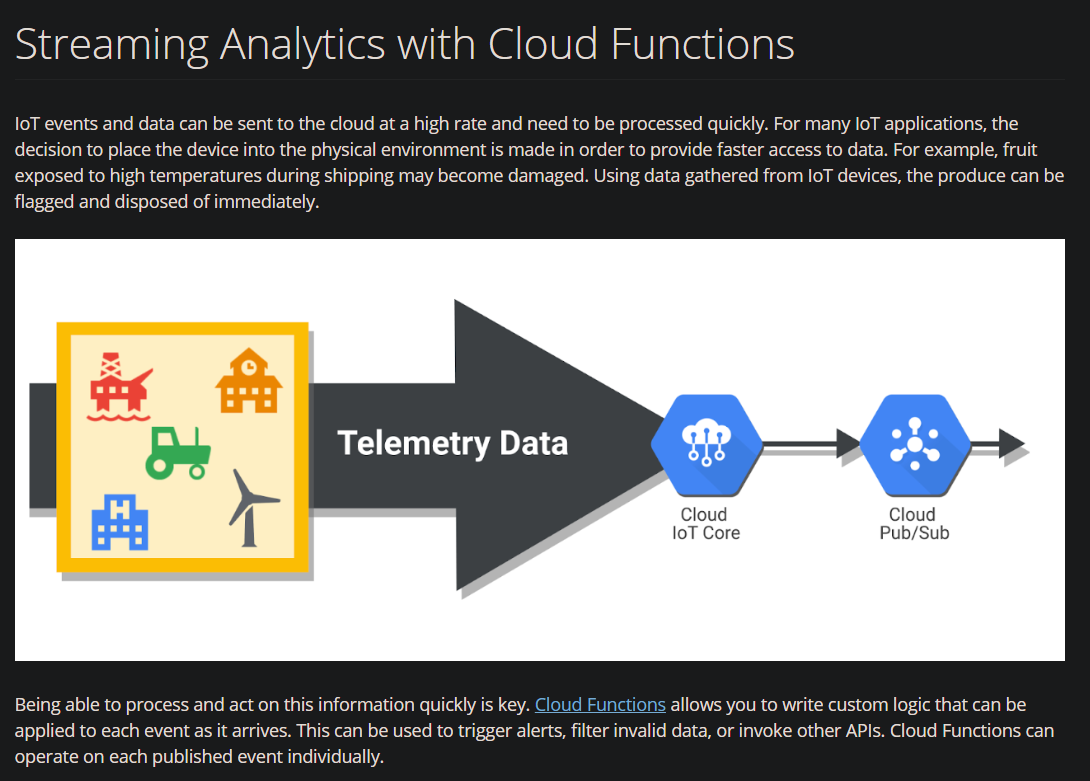 Streaming Analytics with Cloud Functions
IoT events and data can be sent to the cloud at a high rate and need to be processed quickly. For many IoT applications, the
decision to place the device into the physical environment is made in order to provide faster access to data. For example, fruit
exposed to high temperatures during shipping may become damaged. Using data gathered from IoT devices, the produce can be
flagged and disposed of immediately.
H
Telemetry Data
Cloud
IoT Core
Cloud
Pub/Sub
Being able to process and act on this information quickly is key. Cloud Functions allows you to write custom logic that can be
applied to each event as it arrives. This can be used to trigger alerts, filter invalid data, or invoke other APIs. Cloud Functions can
operate on each published event individually.